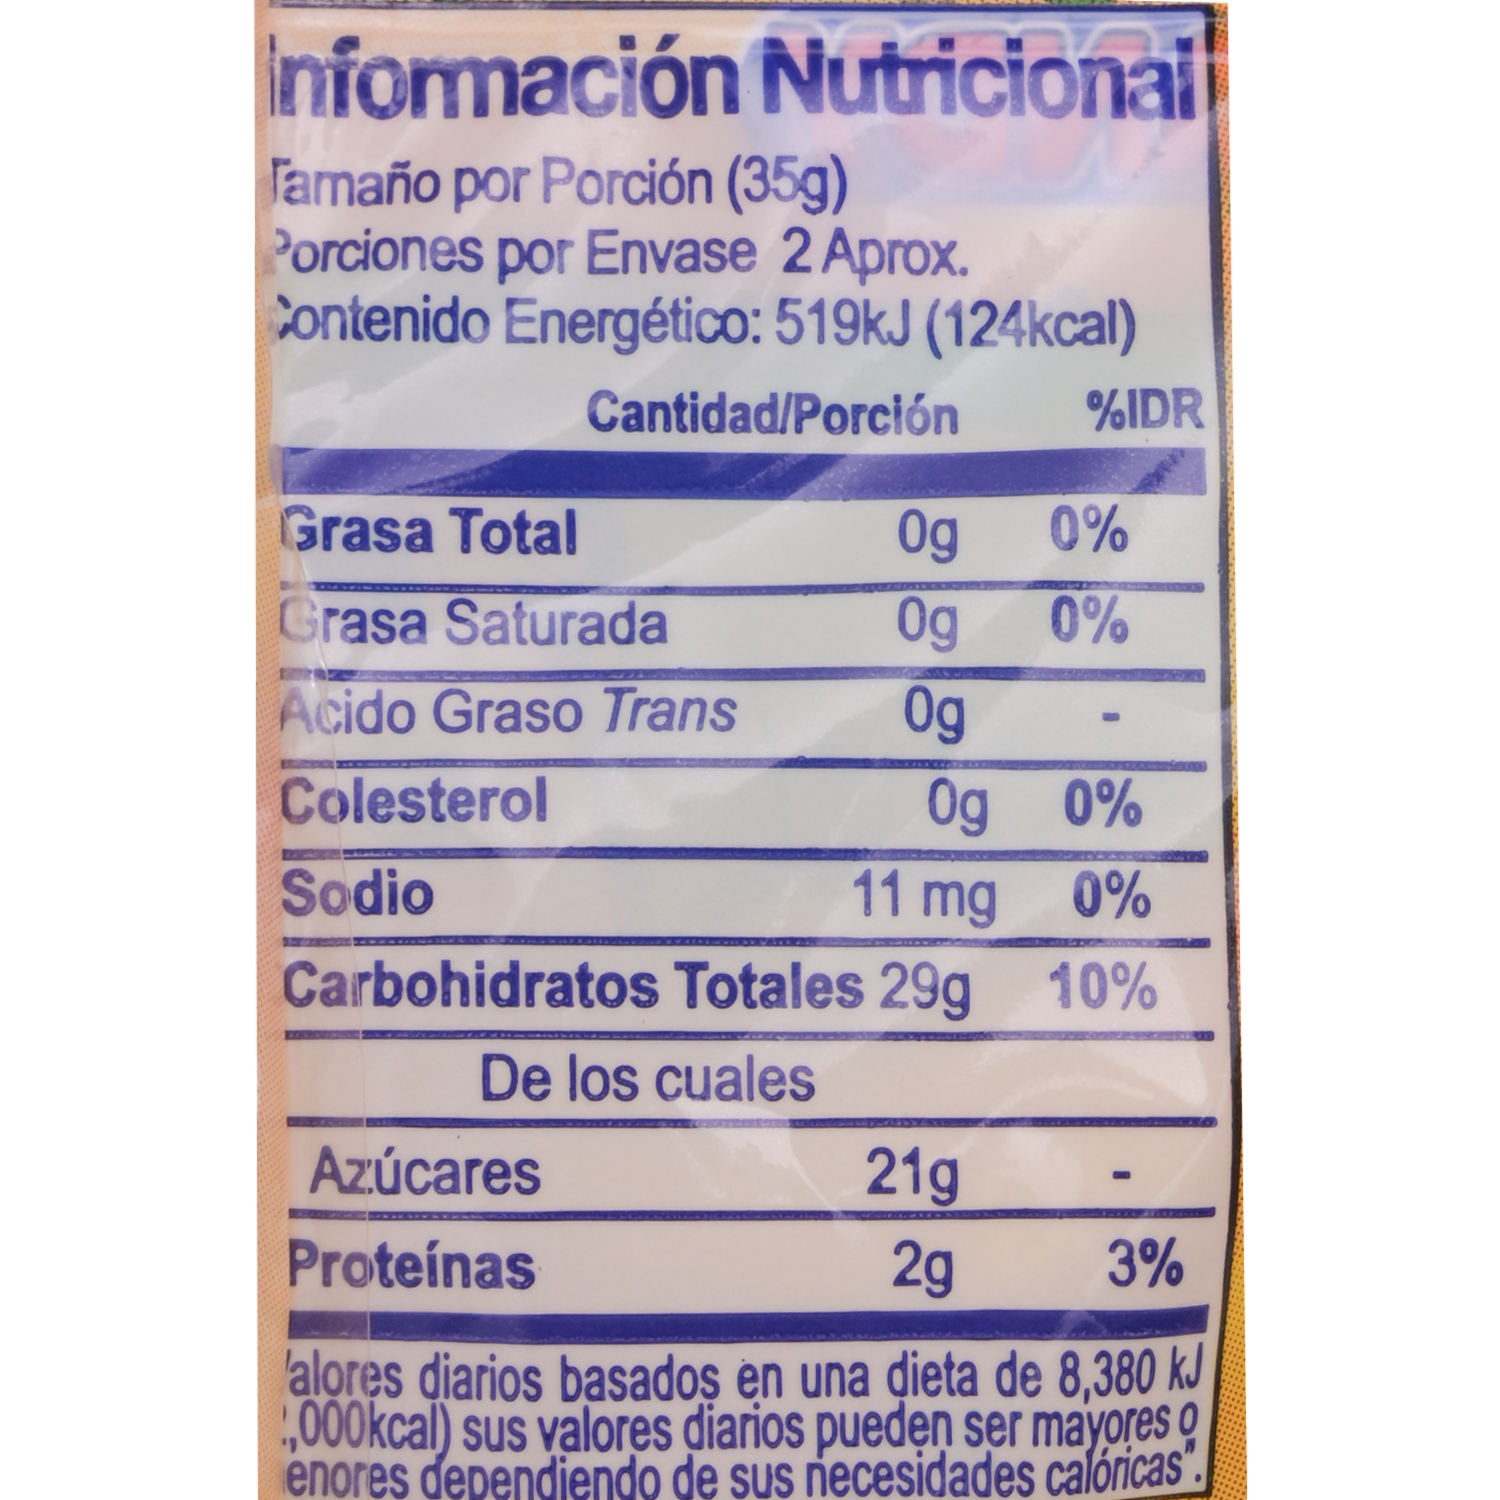 Información Nutricional
Tamaño por Porción (35g)
Porciones por Envase 2 Aprox.
Contenido Energético: 519kJ (124kcal)
Cantidad/Porción %IDR
Grasa Total 0g 0%
Grasa Saturada 0g 0%
Acido Graso Trans 0g -
Colesterol 0g 0%
Sodio 11 mg 0%
Carbohidratos Totales 29g 10%
De los cuales
Azúcares 21g -
Proteínas 2g 3%
Valores diarios basados en una dieta de 8,380 kJ
,000kcal) sus valores diarios pueden ser mayores o
enores dependiendo de sus necesidades calóricas".